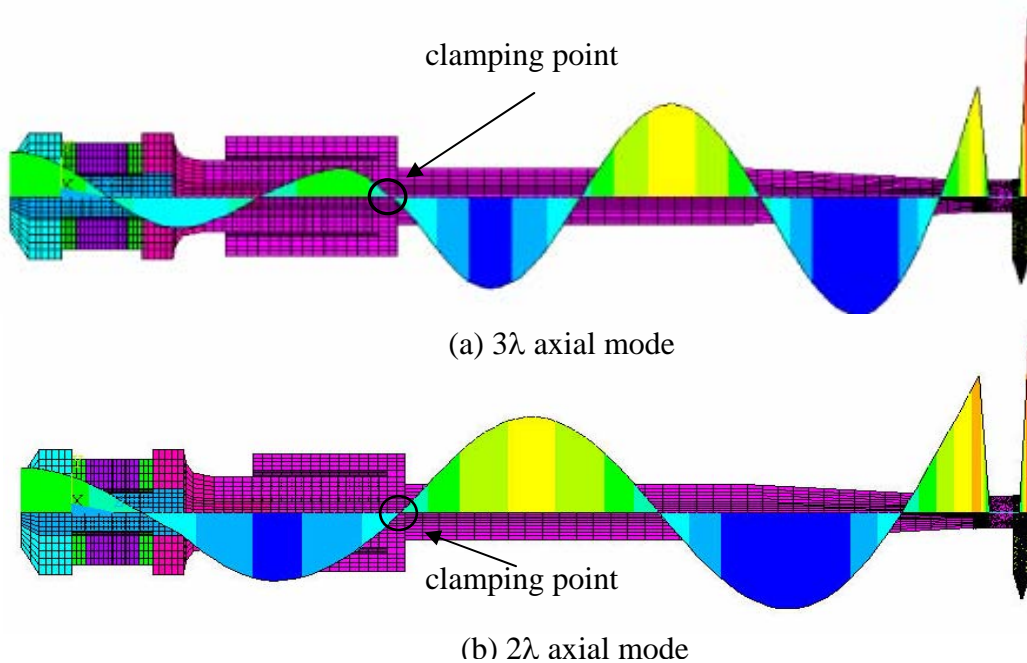 clamping point
(a) 3λ axial mode
X
clamping point
(b) 2λ axial mode